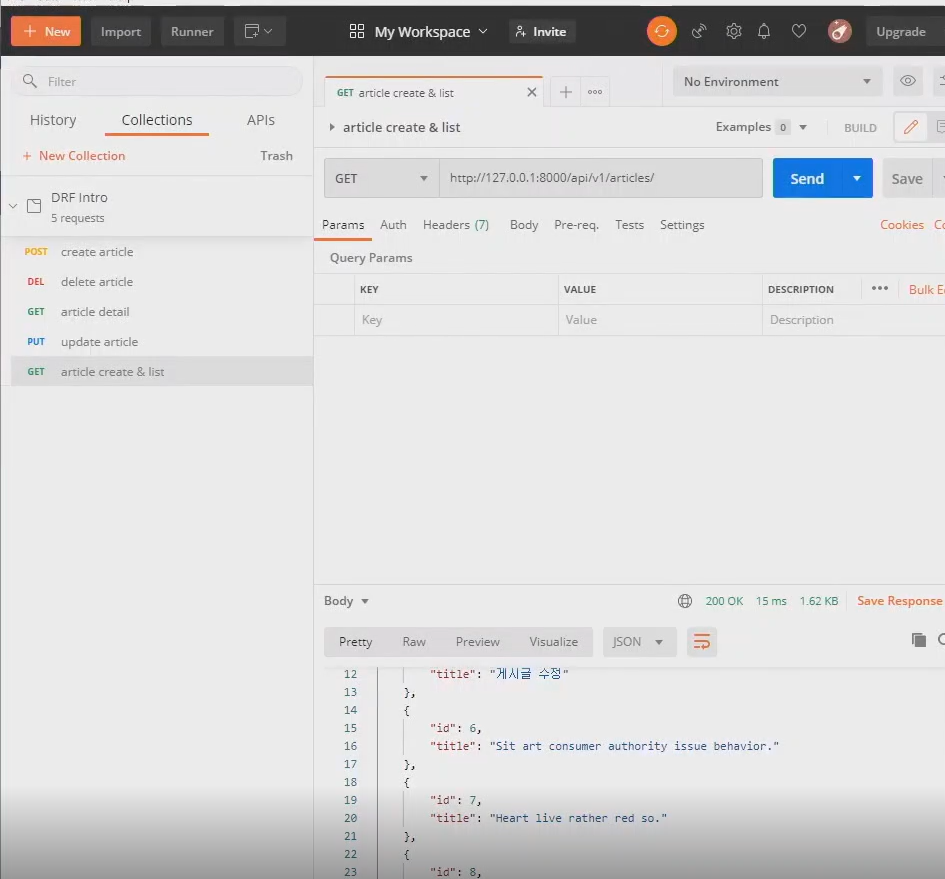 New Import Runner My Workspace Invite Upgrade
Filter
GET article create & list
No Environment
History Collections APIs
article create & list Examples 0 BUILD
+ New Collection Trash
GET http://127.0.0.1:8000/api/v1/articles/ Send Save
DRF Intro
5 requests
Params Auth Headers (7) Body Pre-req. Tests Settings Cookies
POST create article
DEL delete article
GET article detail
PUT update article
GET article create & list
Query Params
KEY VALUE DESCRIPTION Bulk E
Key Value Description
Body 200 OK 15 ms 1.62 KB Save Response
Pretty Raw Preview Visualize JSON
12 "title": "게시글 수정"
13 },
14 {
15 "id": 6,
16 "title": "Sit art consumer authority issue behavior."
17 },
18 {
19 "id": 7,
20 "title": "Heart live rather red so."
21 },
22 {
23 "id": 8,